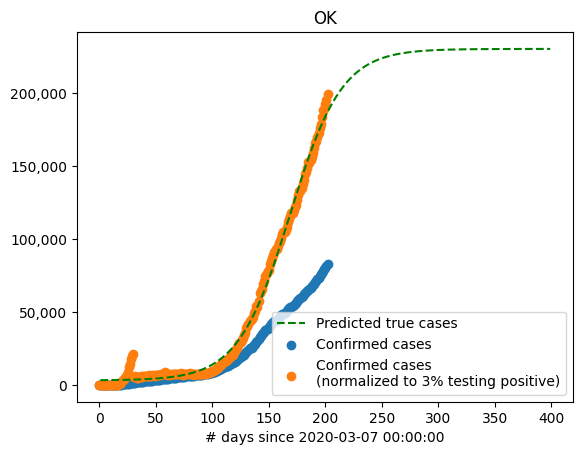 OK
200,000
150,000
100,000
50,000
0
Predicted true cases
Confirmed cases
Confirmed cases
(normalized to 3% testing positive)
0 50 100 150 200 250 300 350 400
# days since 2020-03-07 00:00:00